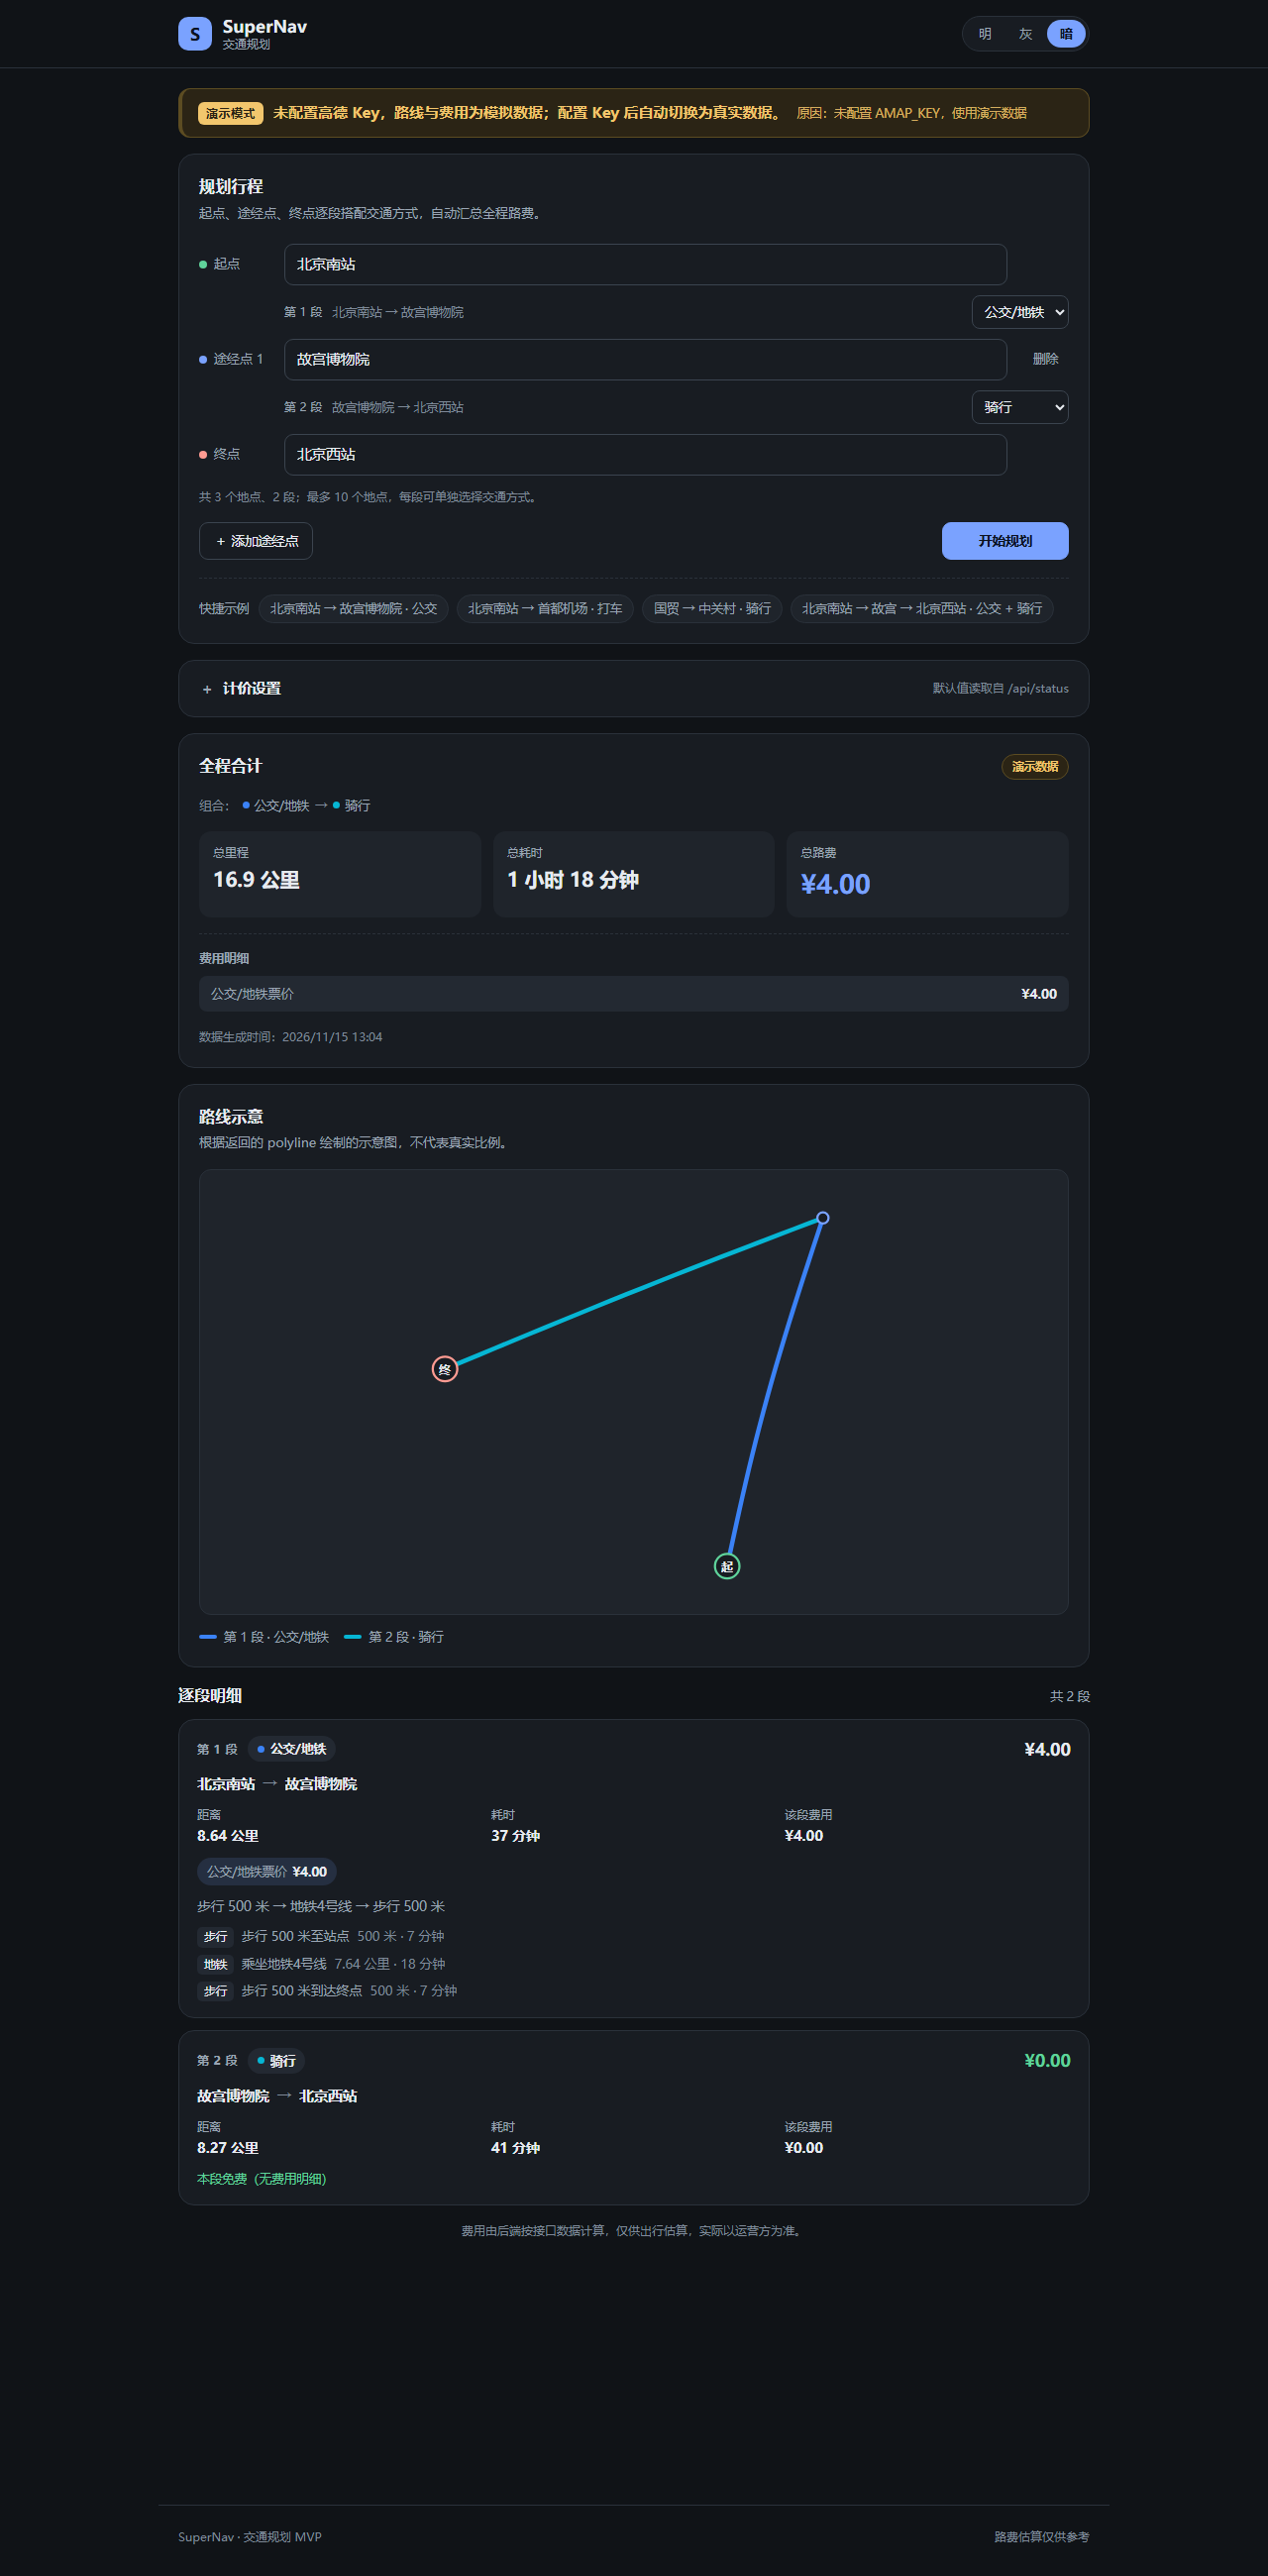 S SuperNav
交通规划
明 灰 暗
演示模式 未配置高德 Key，路线与费用为模拟数据；配置 Key 后自动切换为真实数据。 原因：未配置 AMAP_KEY，使用演示数据
规划行程
起点、途经点、终点逐段搭配交通方式，自动汇总全程路费。
起点 北京南站
第 1 段 北京南站 → 故宫博物院 公交/地铁
途经点 1 故宫博物院 删除
第 2 段 故宫博物院 → 北京西站 骑行
终点 北京西站
共 3 个地点、2 段；最多 10 个地点，每段可单独选择交通方式。
+ 添加途经点 开始规划
快捷示例 北京南站 → 故宫博物院 · 公交 北京南站 → 首都机场 · 打车 国贸 → 中关村 · 骑行 北京南站 → 故宫 → 北京西站 · 公交 + 骑行
+ 计价设置 默认值读取自 /api/status
全程合计 演示数据
组合： 公交/地铁 → 骑行
总里程 总耗时 总路费
16.9 公里 1 小时 18 分钟 ¥4.00
费用明细
公交/地铁票价 ¥4.00
数据生成时间：2026/11/15 13:04
路线示意
根据返回的 polyline 绘制的示意图，不代表真实比例。
终
起
第 1 段 · 公交/地铁 第 2 段 · 骑行
逐段明细 共 2 段
第 1 段 公交/地铁 ¥4.00
北京南站 → 故宫博物院
距离 耗时 该段费用
8.64 公里 37 分钟 ¥4.00
公交/地铁票价 ¥4.00
步行 500 米 → 地铁4号线 → 步行 500 米
步行 步行 500 米至站点 500 米 · 7 分钟
地铁 乘坐地铁4号线 7.64 公里 · 18 分钟
步行 步行 500 米到达终点 500 米 · 7 分钟
第 2 段 骑行 ¥0.00
故宫博物院 → 北京西站
距离 耗时 该段费用
8.27 公里 41 分钟 ¥0.00
本段免费（无费用明细）
费用由后端按接口数据计算，仅供出行估算，实际以运营方为准。
SuperNav · 交通规划 MVP 路费估算仅供参考